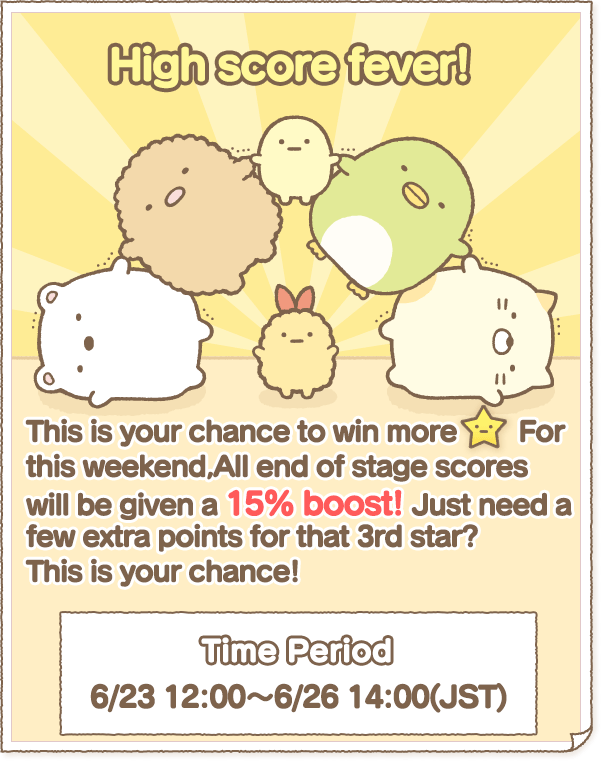 High score fever!
This is your chance to win more For
this weekend,All end of stage scores
will be given a 15% boost! Just need a
few extra points for that 3rd star?
This is your chance!
Time Period
6/23 12:00～6/26 14:00(JST)